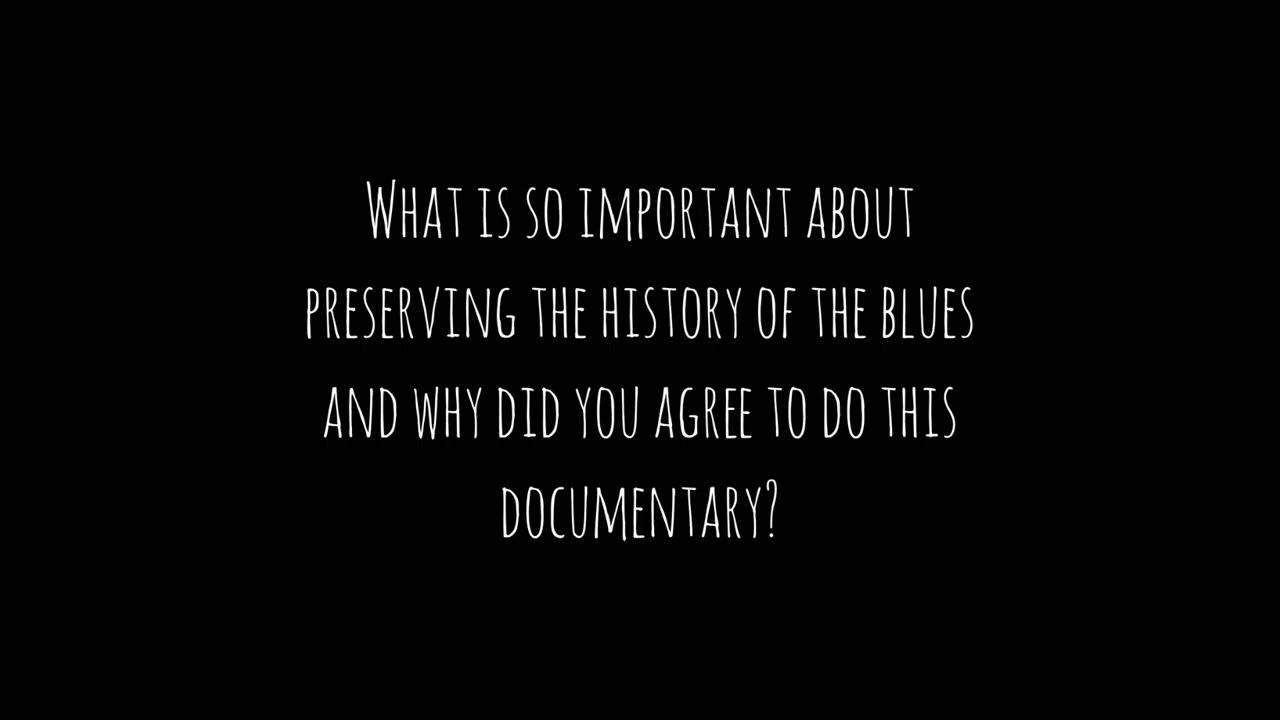 What is so important about
preserving the history of the blues
and why did you agree to do this
documentary?